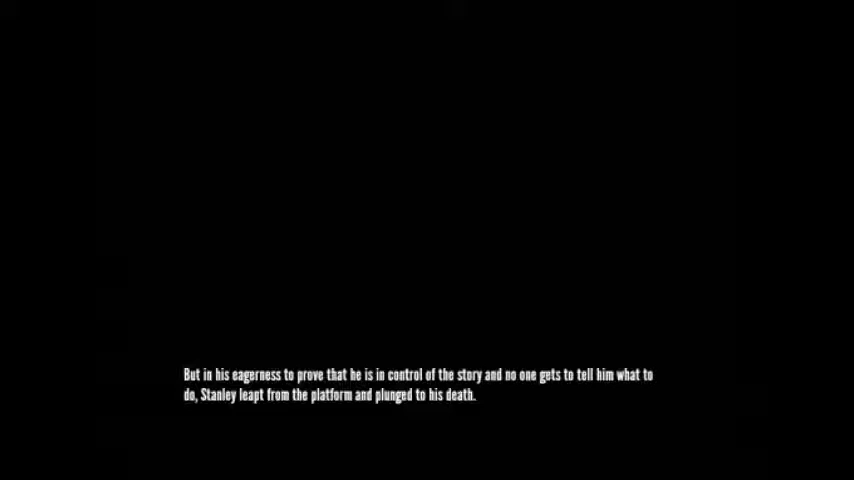 But in his eagerness to prove that he is in control of the story and no one gets to tell him what to
do, Stanley leapt from the platform and plunged to his death.